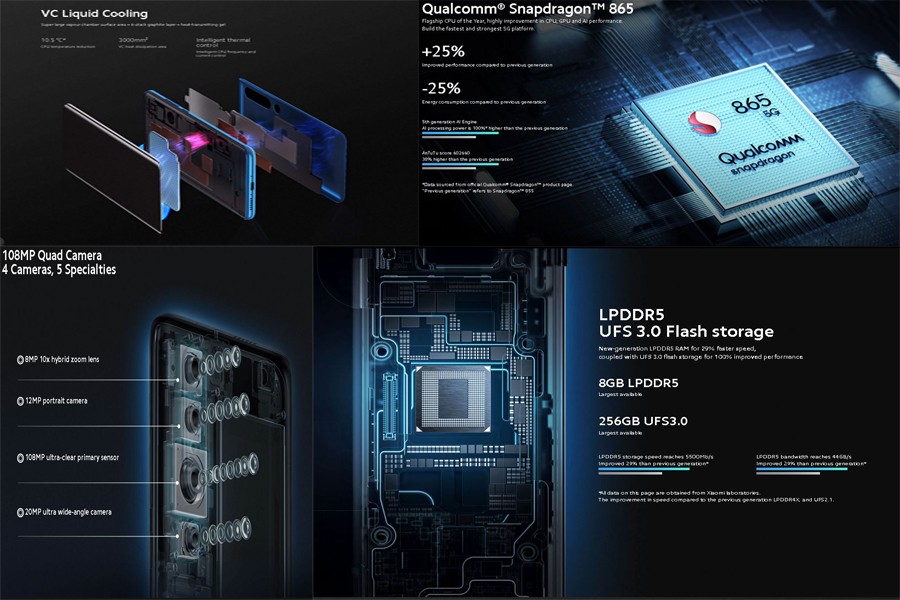 VC Liquid Cooling
Super-large vapour-chamber surface area + 6-stack graphite layer + heat-transmitting gel
10.5 °C*
CPU temperature reduction
3000mm²
VC heat dissipation area
Intelligent thermal
control
Intelligent CPU frequency and
current control
Qualcomm® Snapdragon™ 865
Flagship CPU of the Year, highly improvement in CPU, GPU and AI performance.
Build the fastest and strongest 5G platform.
+25%
Improved performance compared to previous generation
-25%
Energy consumption compared to previous generation
5th generation AI Engine
AI processing power is 100%* higher than the previous generation
AnTuTu score 602660
30% higher than the previous generation
*Data sourced from official Qualcomm® Snapdragon™ product page.
"Previous generation" refers to Snapdragon™ 855
865
5G
Qualcomm
snapdragon
108MP Quad Camera
4 Cameras, 5 Specialties
8MP 10x hybrid zoom lens
12MP portrait camera
108MP ultra-clear primary sensor
20MP ultra wide-angle camera
LPDDR5
UFS 3.0 Flash storage
New-generation LPDDR5 RAM for 29% faster speed,
coupled with UFS 3.0 flash storage for 100% improved performance
8GB LPDDR5
Largest available
256GB UFS3.0
Largest available
LPDDR5 storage speed reaches 5500Mb/s
Improved 29% than previous generation*
LPDDR5 bandwidth reaches 44GB/s
Improved 29% than previous generation*
*All data on this page are obtained from Xiaomi laboratories.
The improvement in speed compared to the previous generation LPDDR4X, and UFS2.1.